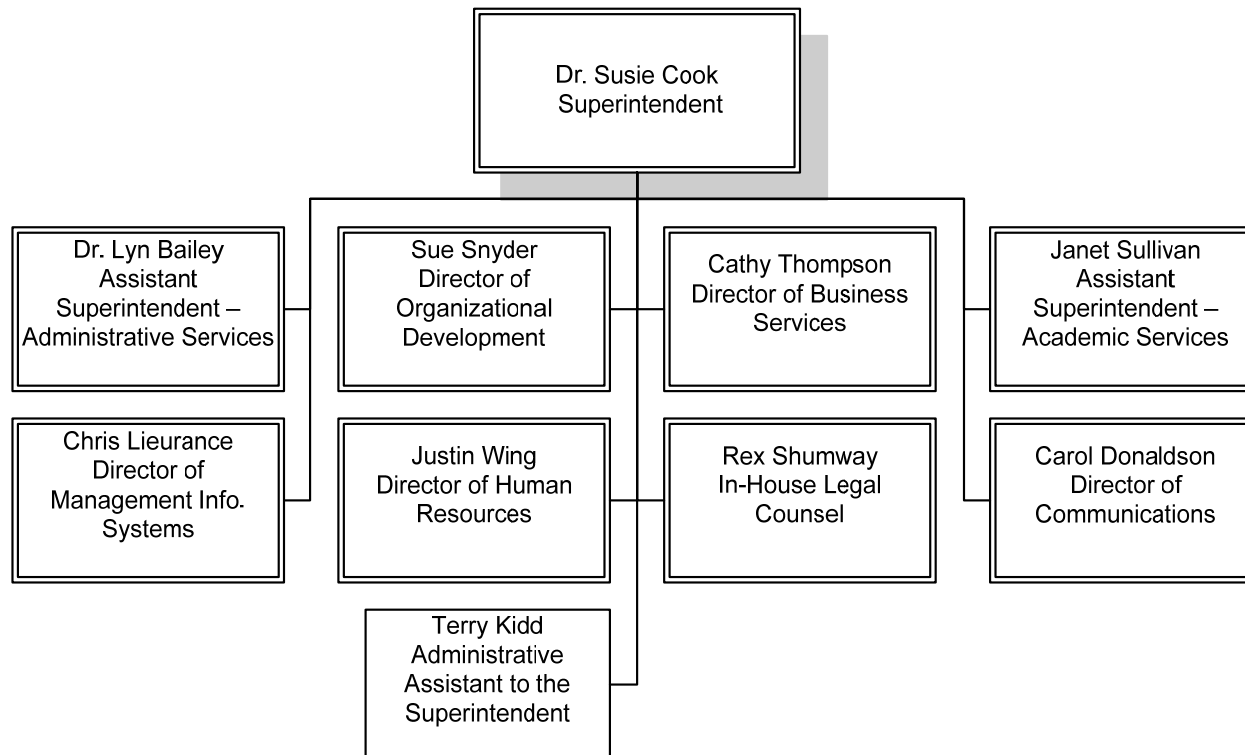 Dr. Susie Cook
Superintendent
Dr. Lyn Bailey
Assistant
Superintendent –
Administrative Services
Sue Snyder
Director of
Organizational
Development
Cathy Thompson
Director of Business
Services
Janet Sullivan
Assistant
Superintendent –
Academic Services
Chris Lieurance
Director of
Management Info.
Systems
Justin Wing
Director of Human
Resources
Rex Shumway
In-House Legal
Counsel
Carol Donaldson
Director of
Communications
Terry Kidd
Administrative
Assistant to the
Superintendent